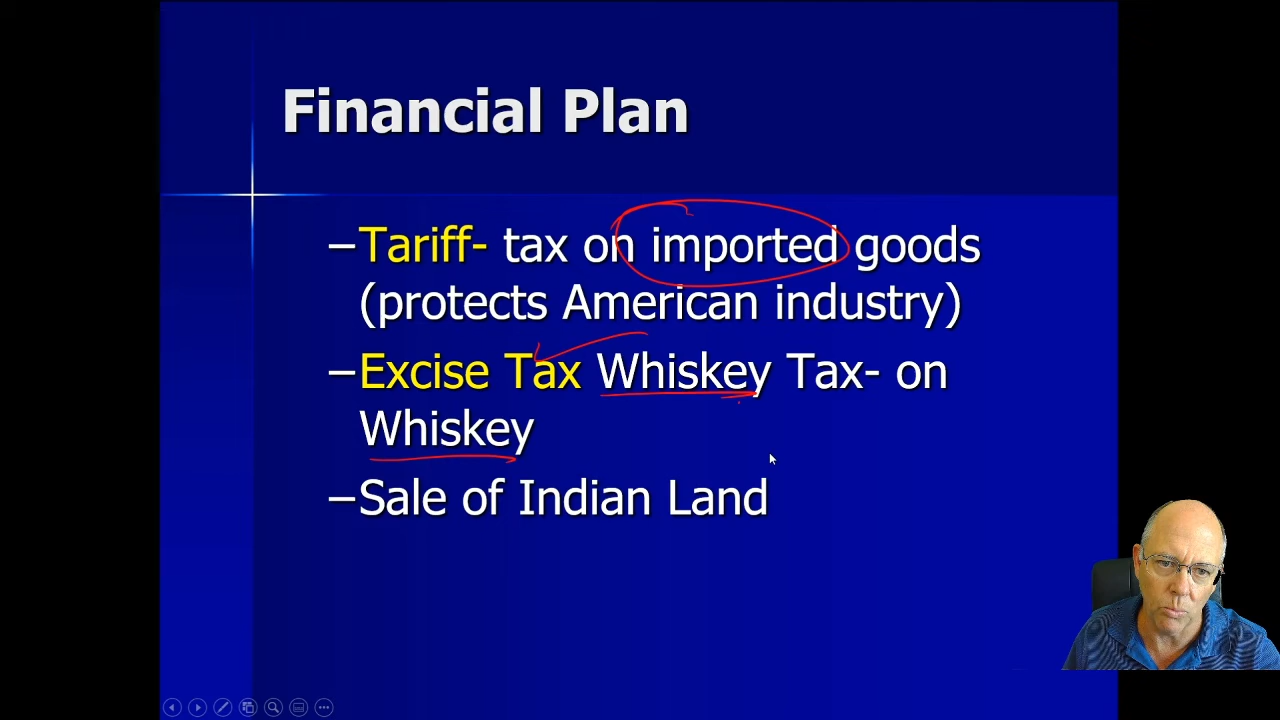 Financial Plan
–Tariff- tax on imported goods
(protects American industry)
–Excise Tax Whiskey Tax- on
Whiskey
–Sale of Indian Land